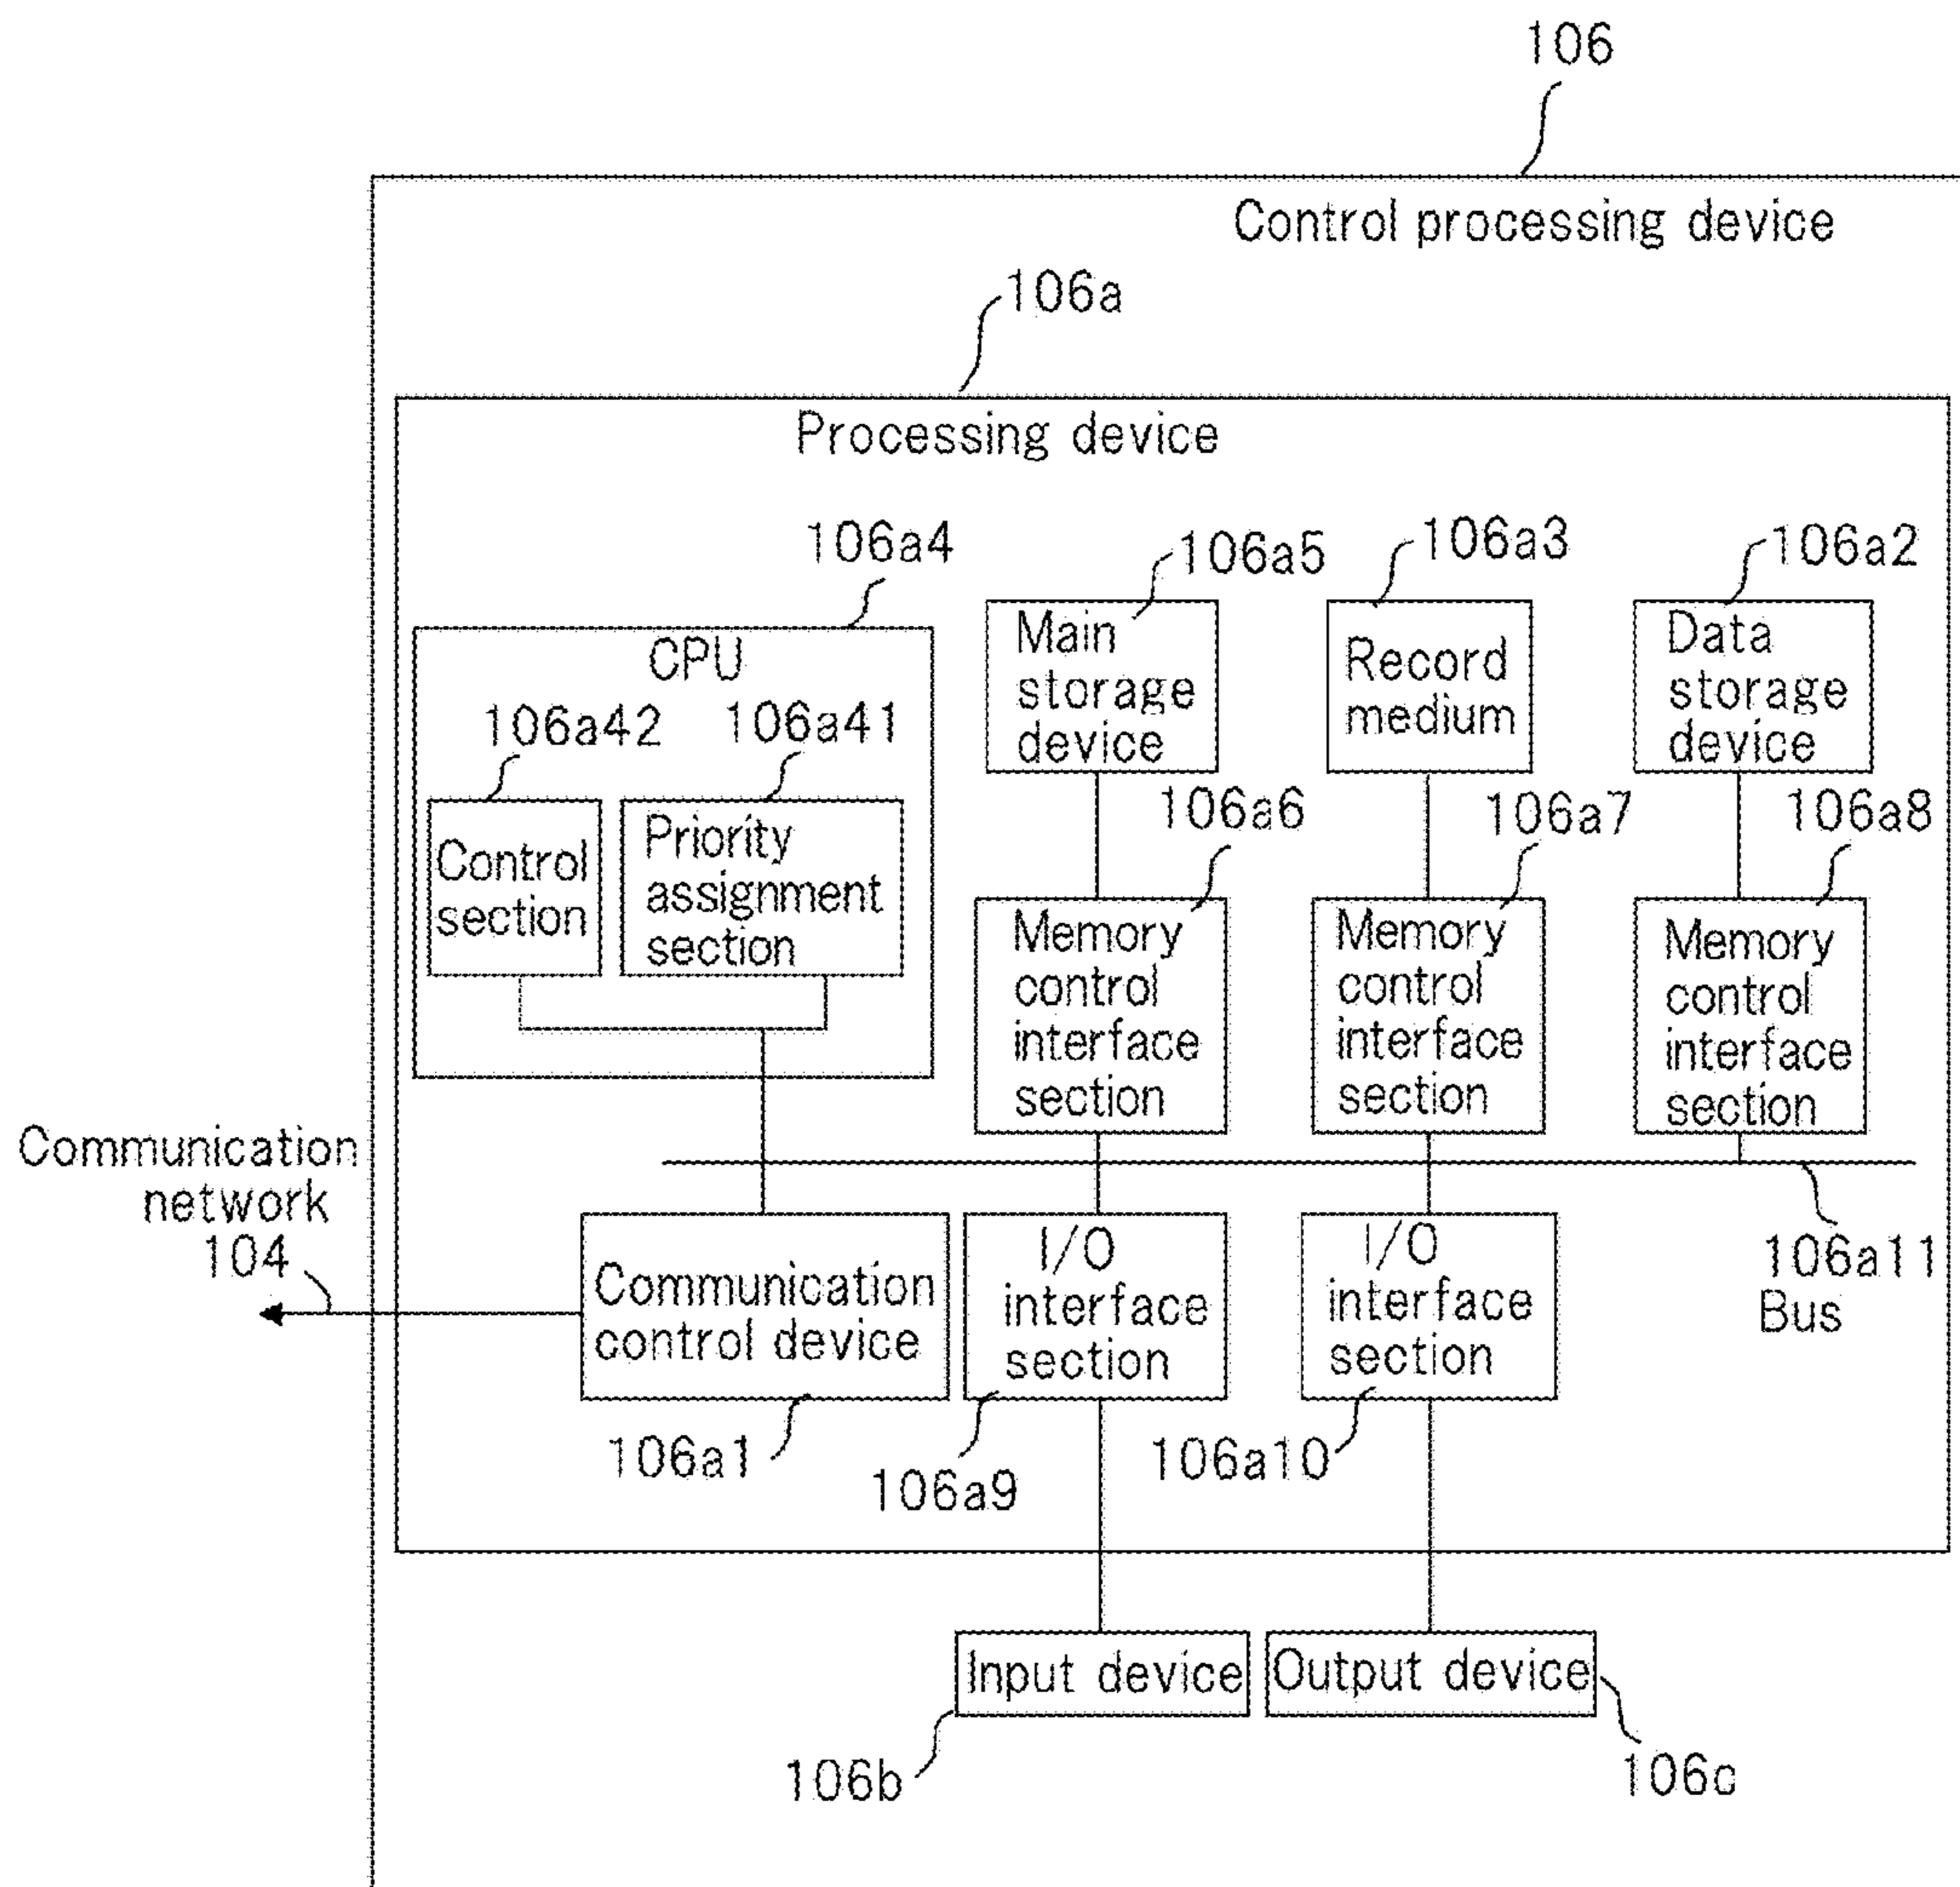 106
Control processing device
106a
Processing device
106a4
106a5
106a3
106a2
CPU
Main
storage
device
Record
medium
Data
storage
device
106a42
106a41
106a6
106a7
106a8
Control
section
Priority
assignment
section
Memory
control
interface
section
Memory
control
interface
section
Memory
control
interface
section
Communication
network
104
106a11
Bus
Communication
control device
I/O
interface
section
I/O
interface
section
106a1
106a9
106a10
Input device
Output device
106b
106c